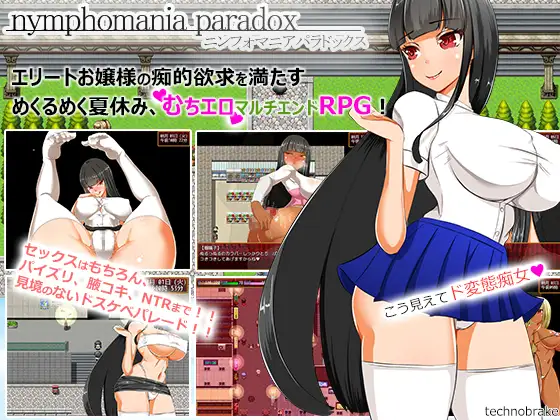 nymphomania paradox
ニンフォマニアパラドックス
エリートお嬢様の痴的欲求を満たす
めくるめく夏休み、むちエロマルチエンドRPG！
セックスはもちろん、
パイズリ、腋コキ、NTRまで！！
見境のないドスケベパレード！！
こう見えてド変態痴女
technobrake